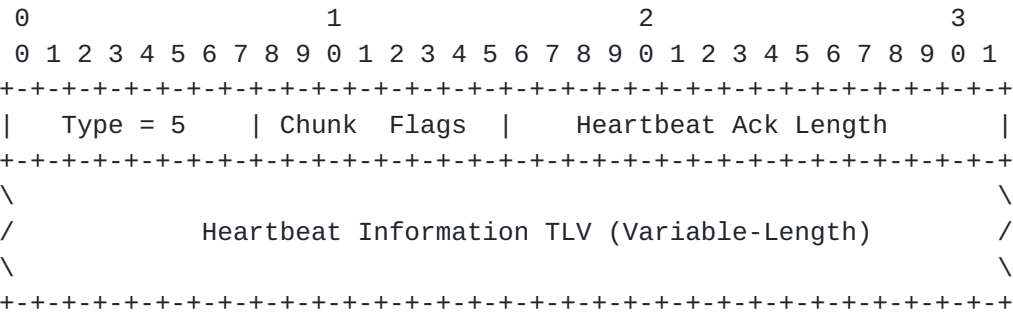 0                   1                   2                   3
 0 1 2 3 4 5 6 7 8 9 0 1 2 3 4 5 6 7 8 9 0 1 2 3 4 5 6 7 8 9 0 1
+-+-+-+-+-+-+-+-+-+-+-+-+-+-+-+-+-+-+-+-+-+-+-+-+-+-+-+-+-+-+-+-+
|   Type = 5    | Chunk  Flags  |    Heartbeat Ack Length       |
+-+-+-+-+-+-+-+-+-+-+-+-+-+-+-+-+-+-+-+-+-+-+-+-+-+-+-+-+-+-+-+-+
\                                                               \
/            Heartbeat Information TLV (Variable-Length)        /
\                                                               \
+-+-+-+-+-+-+-+-+-+-+-+-+-+-+-+-+-+-+-+-+-+-+-+-+-+-+-+-+-+-+-+-+